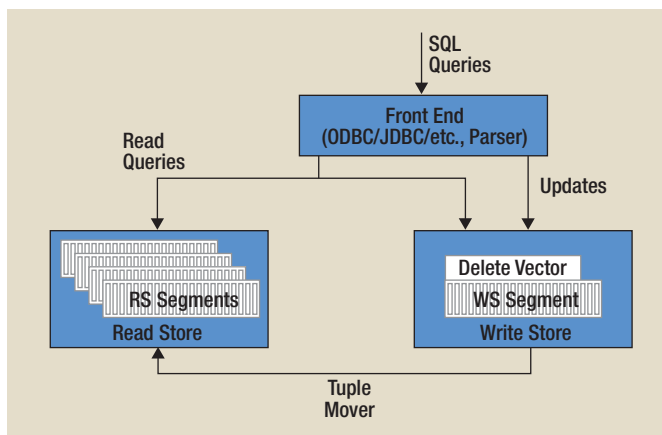 SQL
Queries
Front End
(ODBC/JDBC/etc., Parser)
Read
Queries
Updates
RS Segments
Read Store
Delete Vector
WS Segment
Write Store
Tuple
Mover